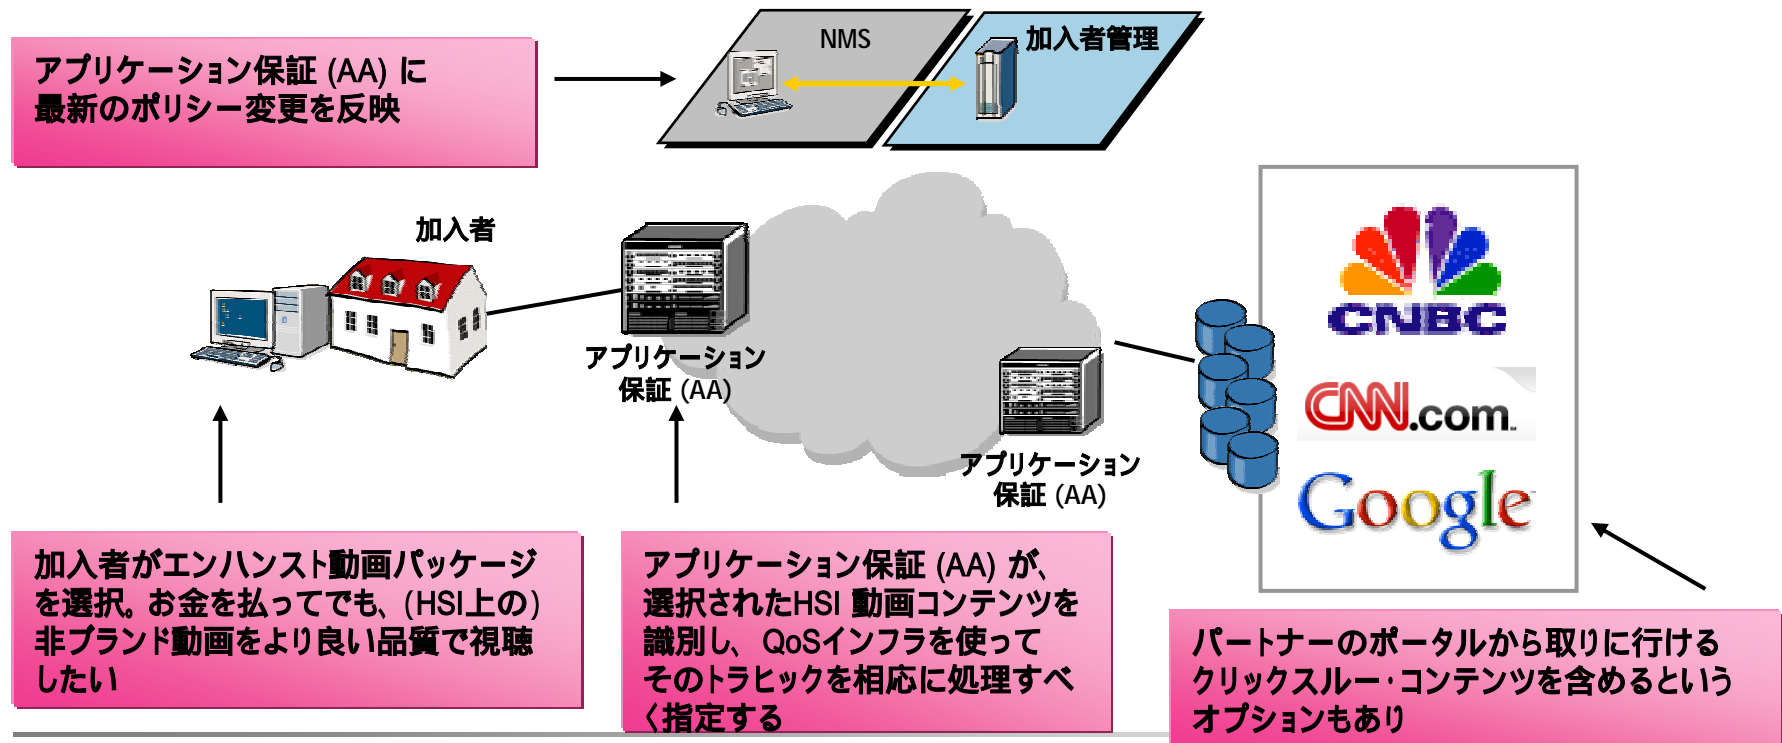 NMS
加入者管理
アプリケーション保証 (AA) に
最新のポリシー変更を反映
加入者
アプリケーション
保証 (AA)
アプリケーション
保証 (AA)
CNBC
CNN.com
Google
加入者がエンハンスト動画パッケージ
を選択。お金を払ってでも、(HSI上の)
非ブランド動画をより良い品質で視聴
したい
アプリケーション保証 (AA) が、
選択されたHSI 動画コンテンツを
識別し、QoSインフラを使って
そのトラヒックを相応に処理すべ
く指定する
パートナーのポータルから取りに行ける
クリックスルー・コンテンツを含めるという
オプションもあり